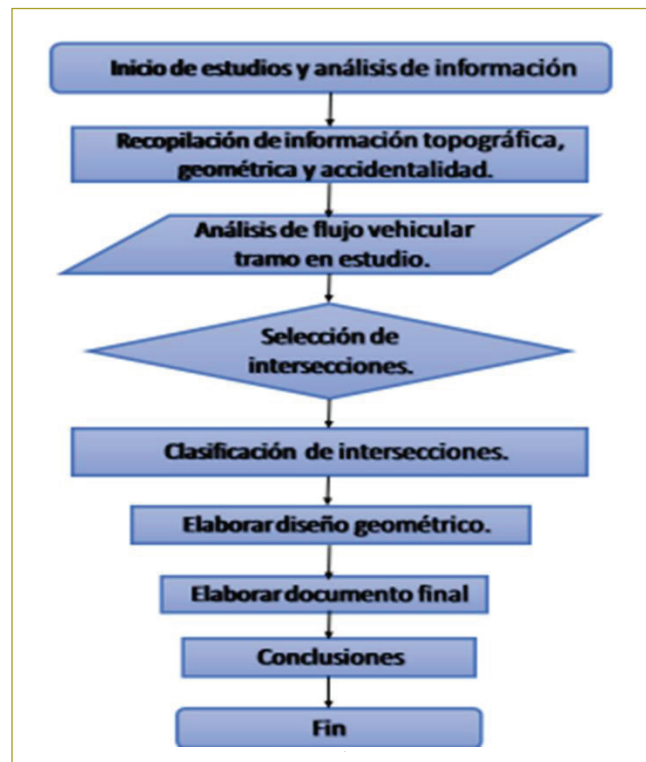 Inicio de estudios y análisis de información
Recopilación de información topográfica,
geométrica y accidentalidad.
Análisis de flujo vehicular
tramo en estudio.
Selección de
intersecciones.
Clasificación de intersecciones.
Elaborar diseño geométrico.
Elaborar documento final
Conclusiones
Fin